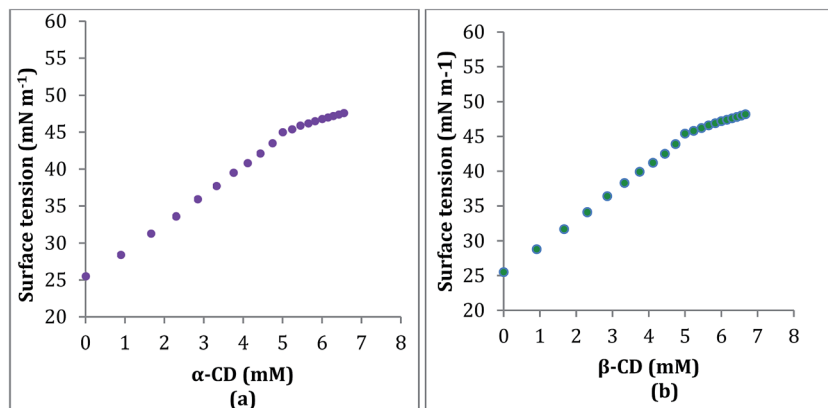 60
55
50
45
40
35
30
25
20
Surface tension (mN m⁻¹)
0 1 2 3 4 5 6 7 8
α-CD (mM)
(a)
60
55
50
45
40
35
30
25
20
Surface tension (mN m-1)
0 1 2 3 4 5 6 7 8
β-CD (mM)
(b)